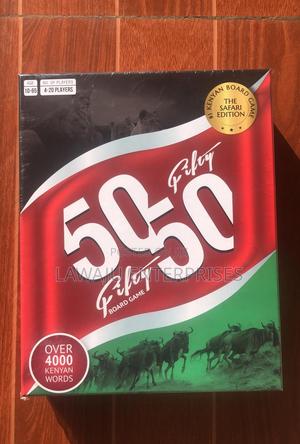 AGE
10-65
NO. OF PLAYERS
4-20 PLAYERS
#1 KENYAN BOARD GAME
THE
SAFARI
EDITION
Fifty
50-50
Fifty
BOARD GAME
LAWAJU ENTERPRISES
OVER
4000
KENYAN
WORDS